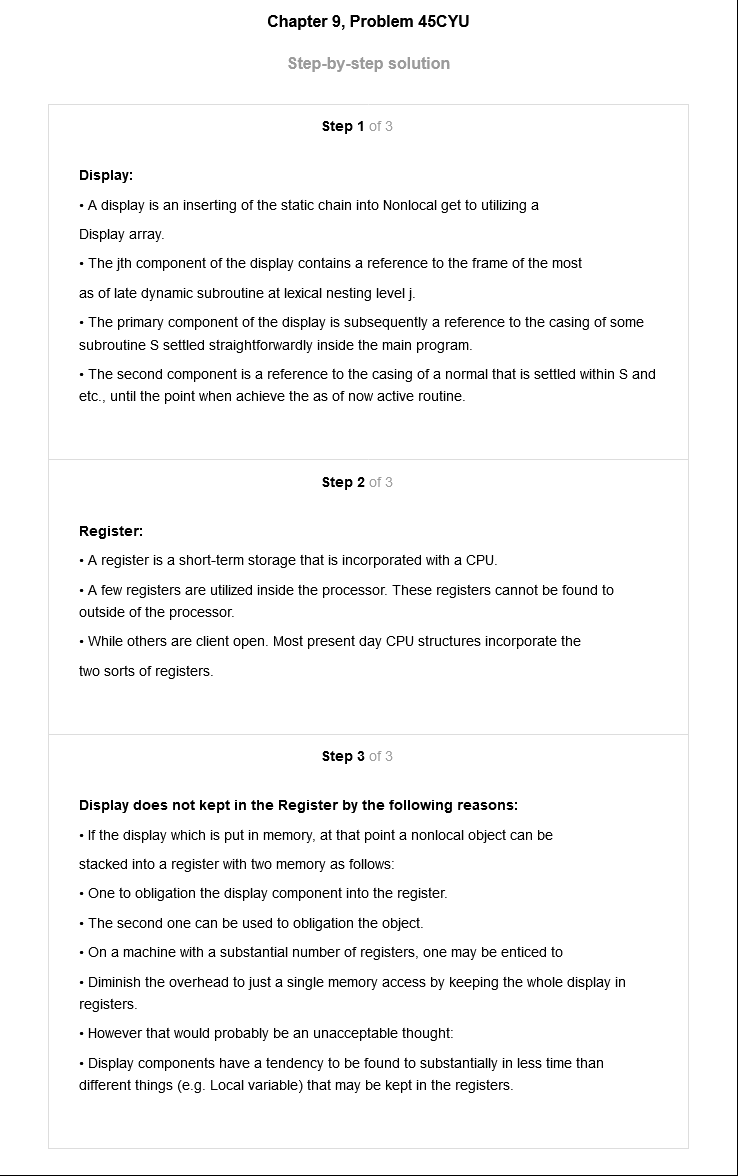 Chapter 9, Problem 45CYU
Step-by-step solution
Step 1 of 3
Display:
• A display is an inserting of the static chain into Nonlocal get to utilizing a
Display array.
• The jth component of the display contains a reference to the frame of the most
as of late dynamic subroutine at lexical nesting level j.
• The primary component of the display is subsequently a reference to the casing of some
subroutine S settled straightforwardly inside the main program.
• The second component is a reference to the casing of a normal that is settled within S and
etc., until the point when achieve the as of now active routine.
Step 2 of 3
Register:
• A register is a short-term storage that is incorporated with a CPU.
• A few registers are utilized inside the processor. These registers cannot be found to
outside of the processor.
• While others are client open. Most present day CPU structures incorporate the
two sorts of registers.
Step 3 of 3
Display does not kept in the Register by the following reasons:
• If the display which is put in memory, at that point a nonlocal object can be
stacked into a register with two memory as follows:
• One to obligation the display component into the register.
• The second one can be used to obligation the object.
• On a machine with a substantial number of registers, one may be enticed to
• Diminish the overhead to just a single memory access by keeping the whole display in
registers.
• However that would probably be an unacceptable thought:
• Display components have a tendency to be found to substantially in less time than
different things (e.g. Local variable) that may be kept in the registers.